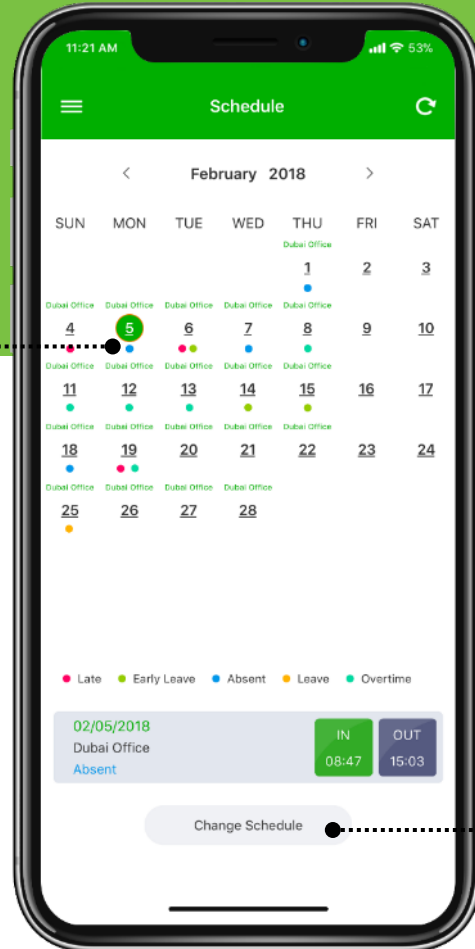 11:21 AM 53%
Schedule
< February 2018 >
SUN MON TUE WED THU FRI SAT
Dubai Office
1 2 3
Dubai Office Dubai Office Dubai Office Dubai Office Dubai Office
4 5 6 7 8 9 10
Dubai Office Dubai Office Dubai Office Dubai Office Dubai Office
11 12 13 14 15 16 17
Dubai Office Dubai Office Dubai Office Dubai Office Dubai Office
18 19 20 21 22 23 24
Dubai Office Dubai Office Dubai Office Dubai Office
25 26 27 28
Late Early Leave Absent Leave Overtime
02/05/2018 IN OUT
Dubai Office 08:47 15:03
Absent
Change Schedule